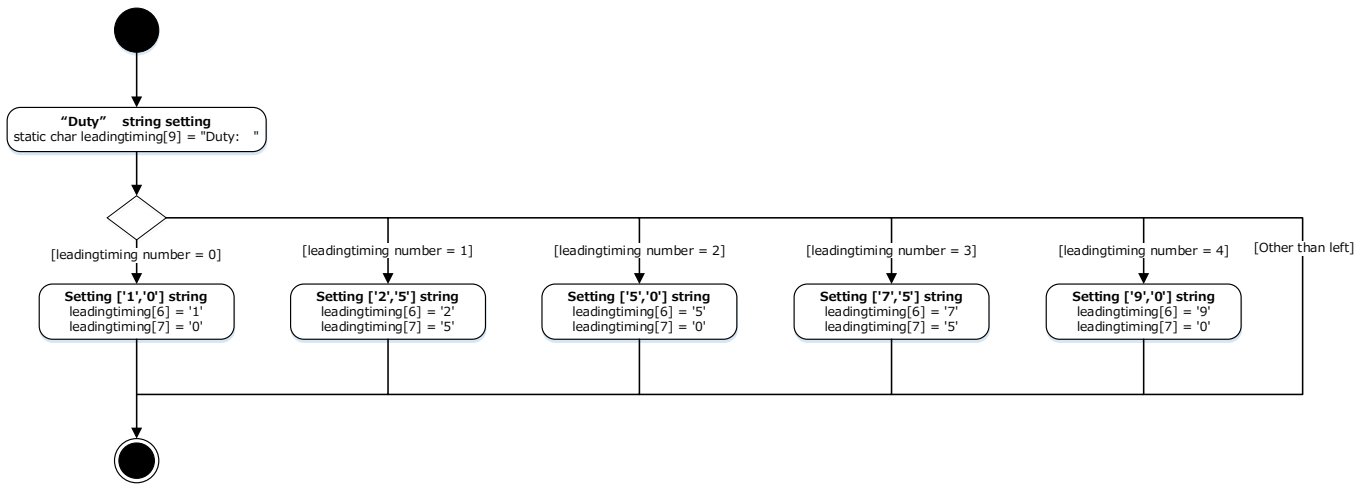 “Duty”    string setting
static char leadingtiming[9] = "Duty:   "
[leadingtiming number = 0]
[leadingtiming number = 1]
[leadingtiming number = 2]
[leadingtiming number = 3]
[leadingtiming number = 4]
[Other than left]
Setting ['1','0'] string
leadingtiming[6] = '1'
leadingtiming[7] = '0'
Setting ['2','5'] string
leadingtiming[6] = '2'
leadingtiming[7] = '5'
Setting ['5','0'] string
leadingtiming[6] = '5'
leadingtiming[7] = '0'
Setting ['7','5'] string
leadingtiming[6] = '7'
leadingtiming[7] = '5'
Setting ['9','0'] string
leadingtiming[6] = '9'
leadingtiming[7] = '0'